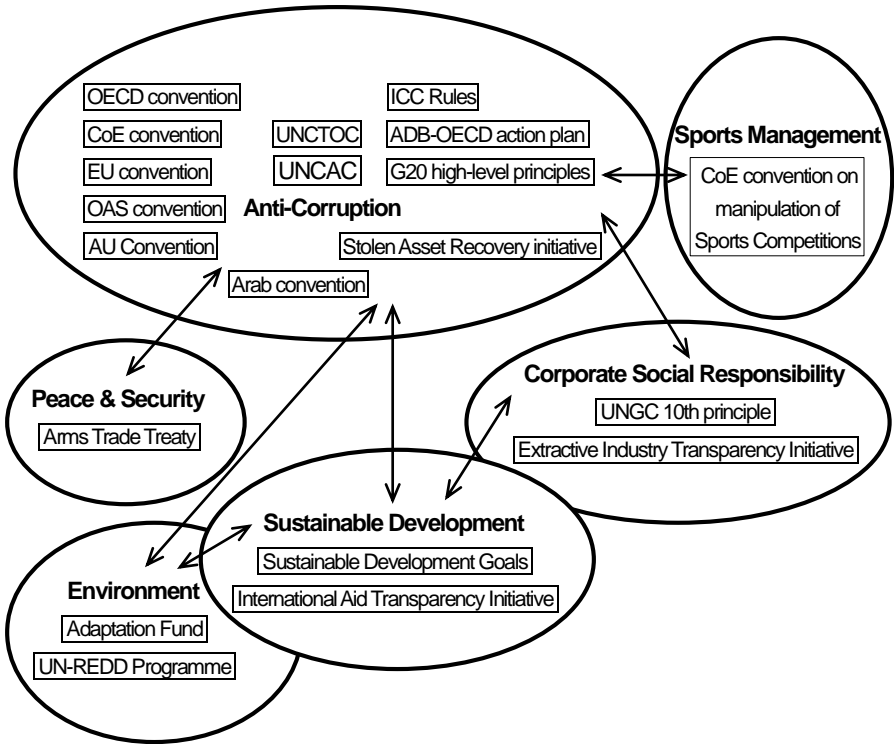 OECD convention
ICC Rules
CoE convention
UNCTOC
ADB-OECD action plan
EU convention
UNCAC
G20 high-level principles
OAS convention
Anti-Corruption
AU Convention
Stolen Asset Recovery initiative
Arab convention
Sports Management
CoE convention on
manipulation of
Sports Competitions
Peace & Security
Arms Trade Treaty
Corporate Social Responsibility
UNGC 10th principle
Extractive Industry Transparency Initiative
Sustainable Development
Sustainable Development Goals
International Aid Transparency Initiative
Environment
Adaptation Fund
UN-REDD Programme